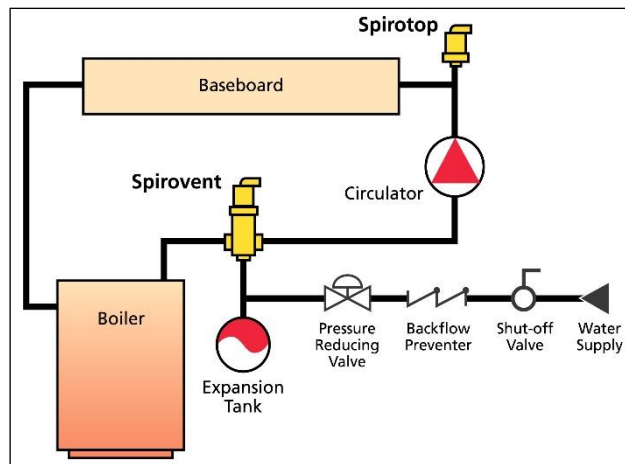 Spirotop
Baseboard
Spirovent
Circulator
Boiler
Expansion
Tank
Pressure
Reducing
Valve
Backflow
Preventer
Shut-off
Valve
Water
Supply